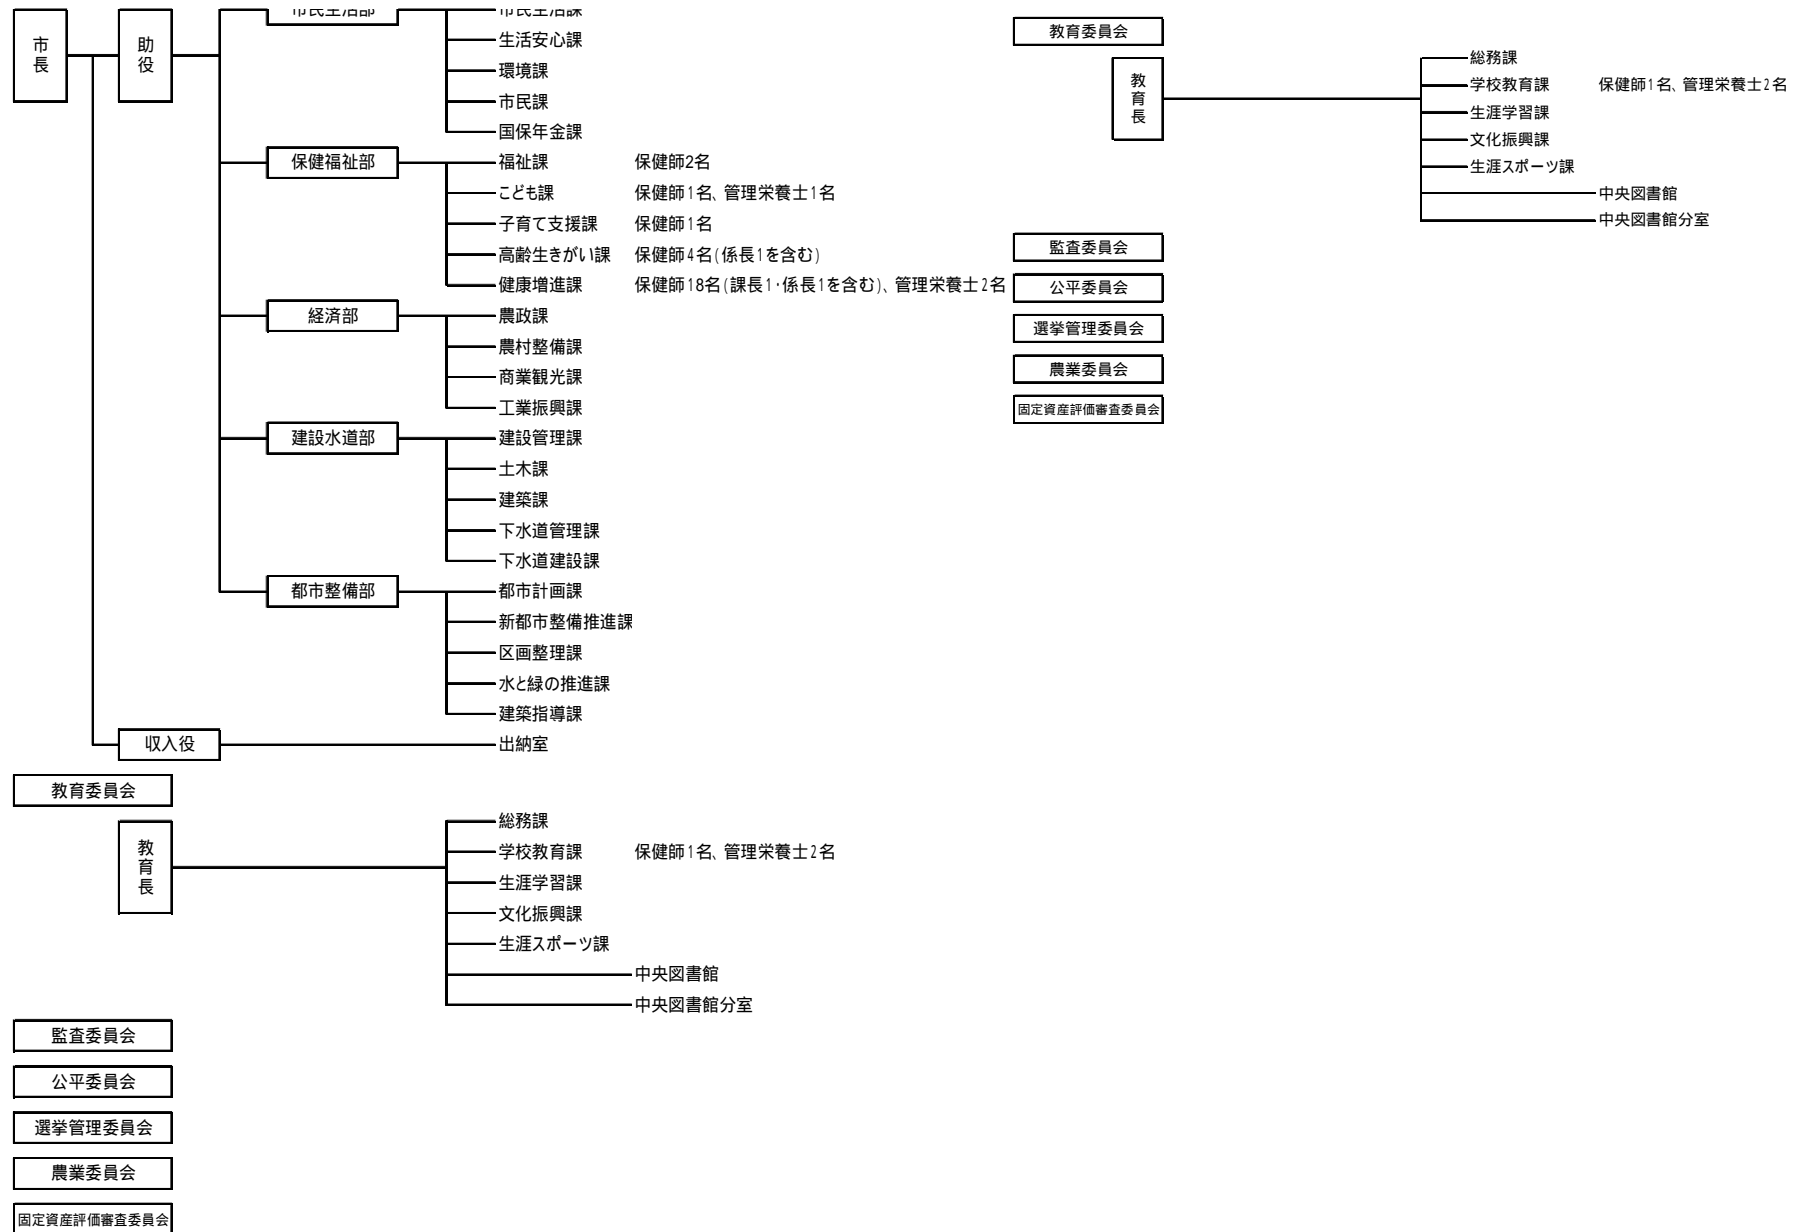 市長
助役
市民生活部
市民生活課
生活安心課
環境課
市民課
国保年金課
保健福祉部
福祉課 保健師2名
こども課 保健師1名、管理栄養士1名
子育て支援課 保健師1名
高齢生きがい課 保健師4名(係長1を含む)
健康増進課 保健師18名(課長1・係長1を含む)、管理栄養士2名
経済部
農政課
農村整備課
商業観光課
工業振興課
建設水道部
建設管理課
土木課
建築課
下水道管理課
下水道建設課
都市整備部
都市計画課
新都市整備推進課
区画整理課
水と緑の推進課
建築指導課
収入役
出納室
教育委員会
教育長
総務課
学校教育課 保健師1名、管理栄養士2名
生涯学習課
文化振興課
生涯スポーツ課
中央図書館
中央図書館分室
監査委員会
公平委員会
選挙管理委員会
農業委員会
固定資産評価審査委員会
教育委員会
教育長
総務課
学校教育課 保健師1名、管理栄養士2名
生涯学習課
文化振興課
生涯スポーツ課
中央図書館
中央図書館分室
監査委員会
公平委員会
選挙管理委員会
農業委員会
固定資産評価審査委員会